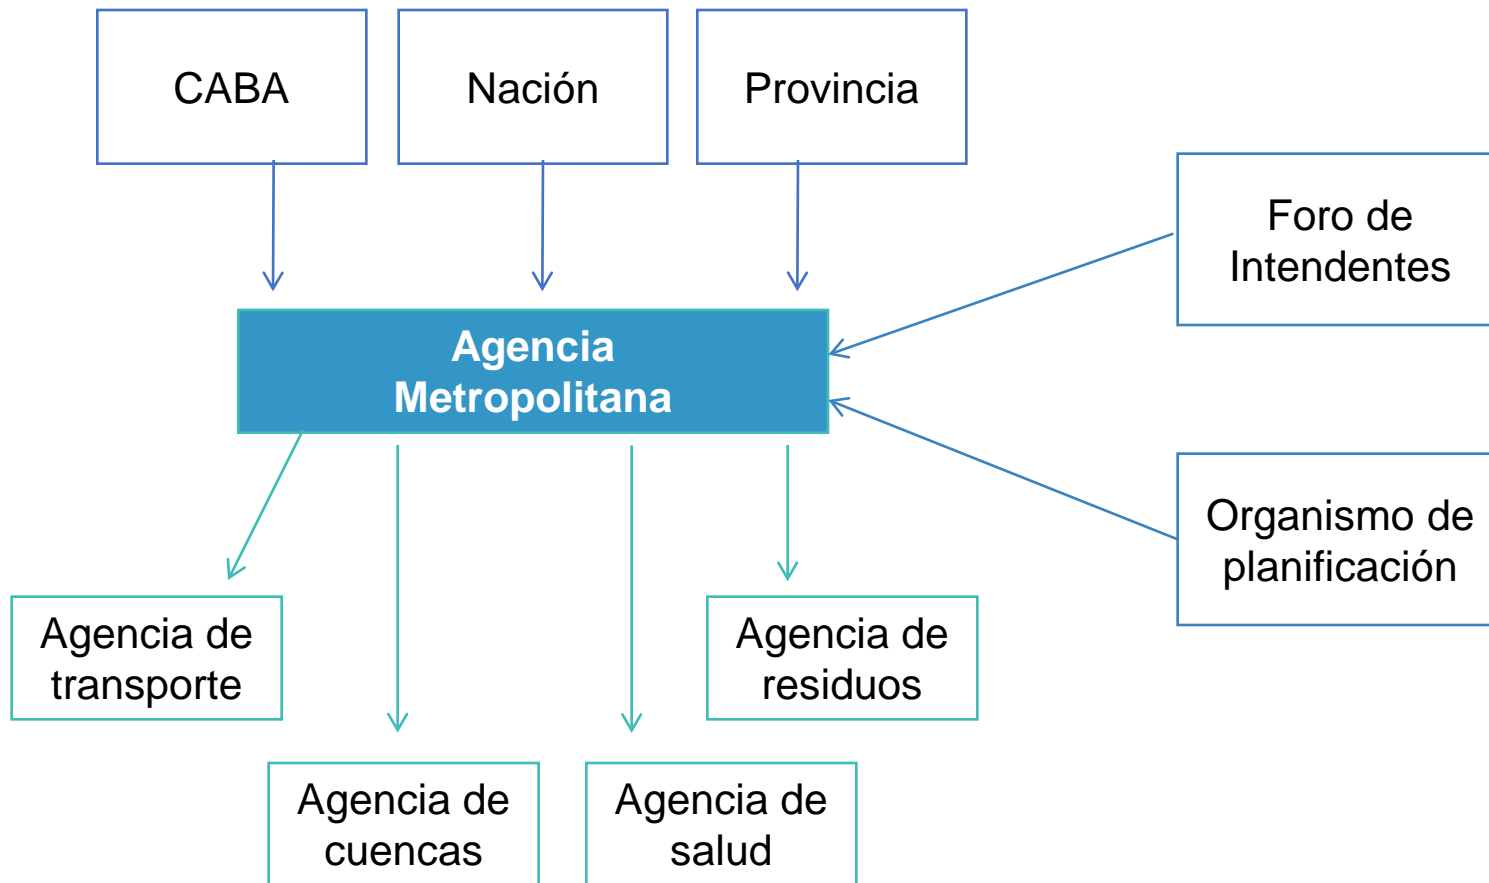 CABA
Nación
Provincia
Foro de
Intendentes
Agencia
Metropolitana
Organismo de
planificación
Agencia de
transporte
Agencia de
residuos
Agencia de
cuencas
Agencia de
salud